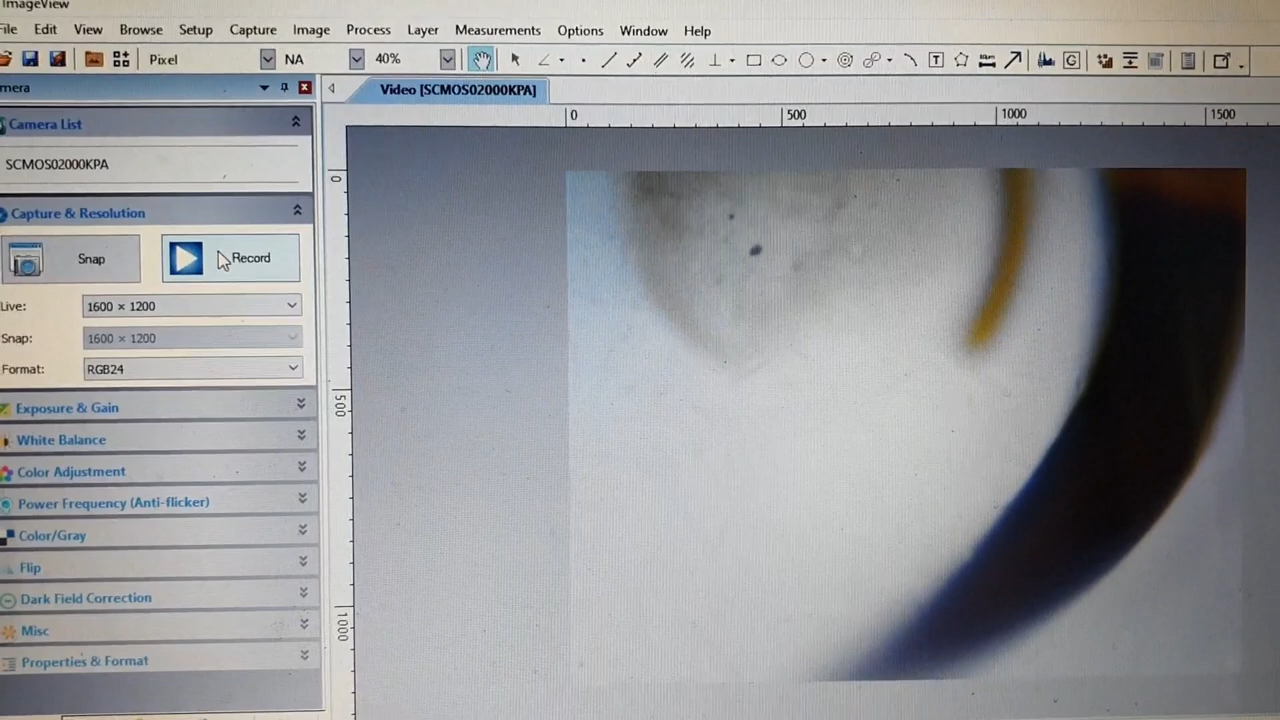 ImageView
File Edit View Browse Setup Capture Image Process Layer Measurements Options Window Help
Pixel NA 40%
mera
Video [SCMOS02000KPA]
Camera List
SCMOS02000KPA
Capture & Resolution
Snap Record
Live: 1600 × 1200
Snap: 1600 × 1200
Format: RGB24
Exposure & Gain
White Balance
Color Adjustment
Power Frequency (Anti-flicker)
Color/Gray
Flip
Dark Field Correction
Misc
Properties & Format
0 500 1000 1500
0
500
1000